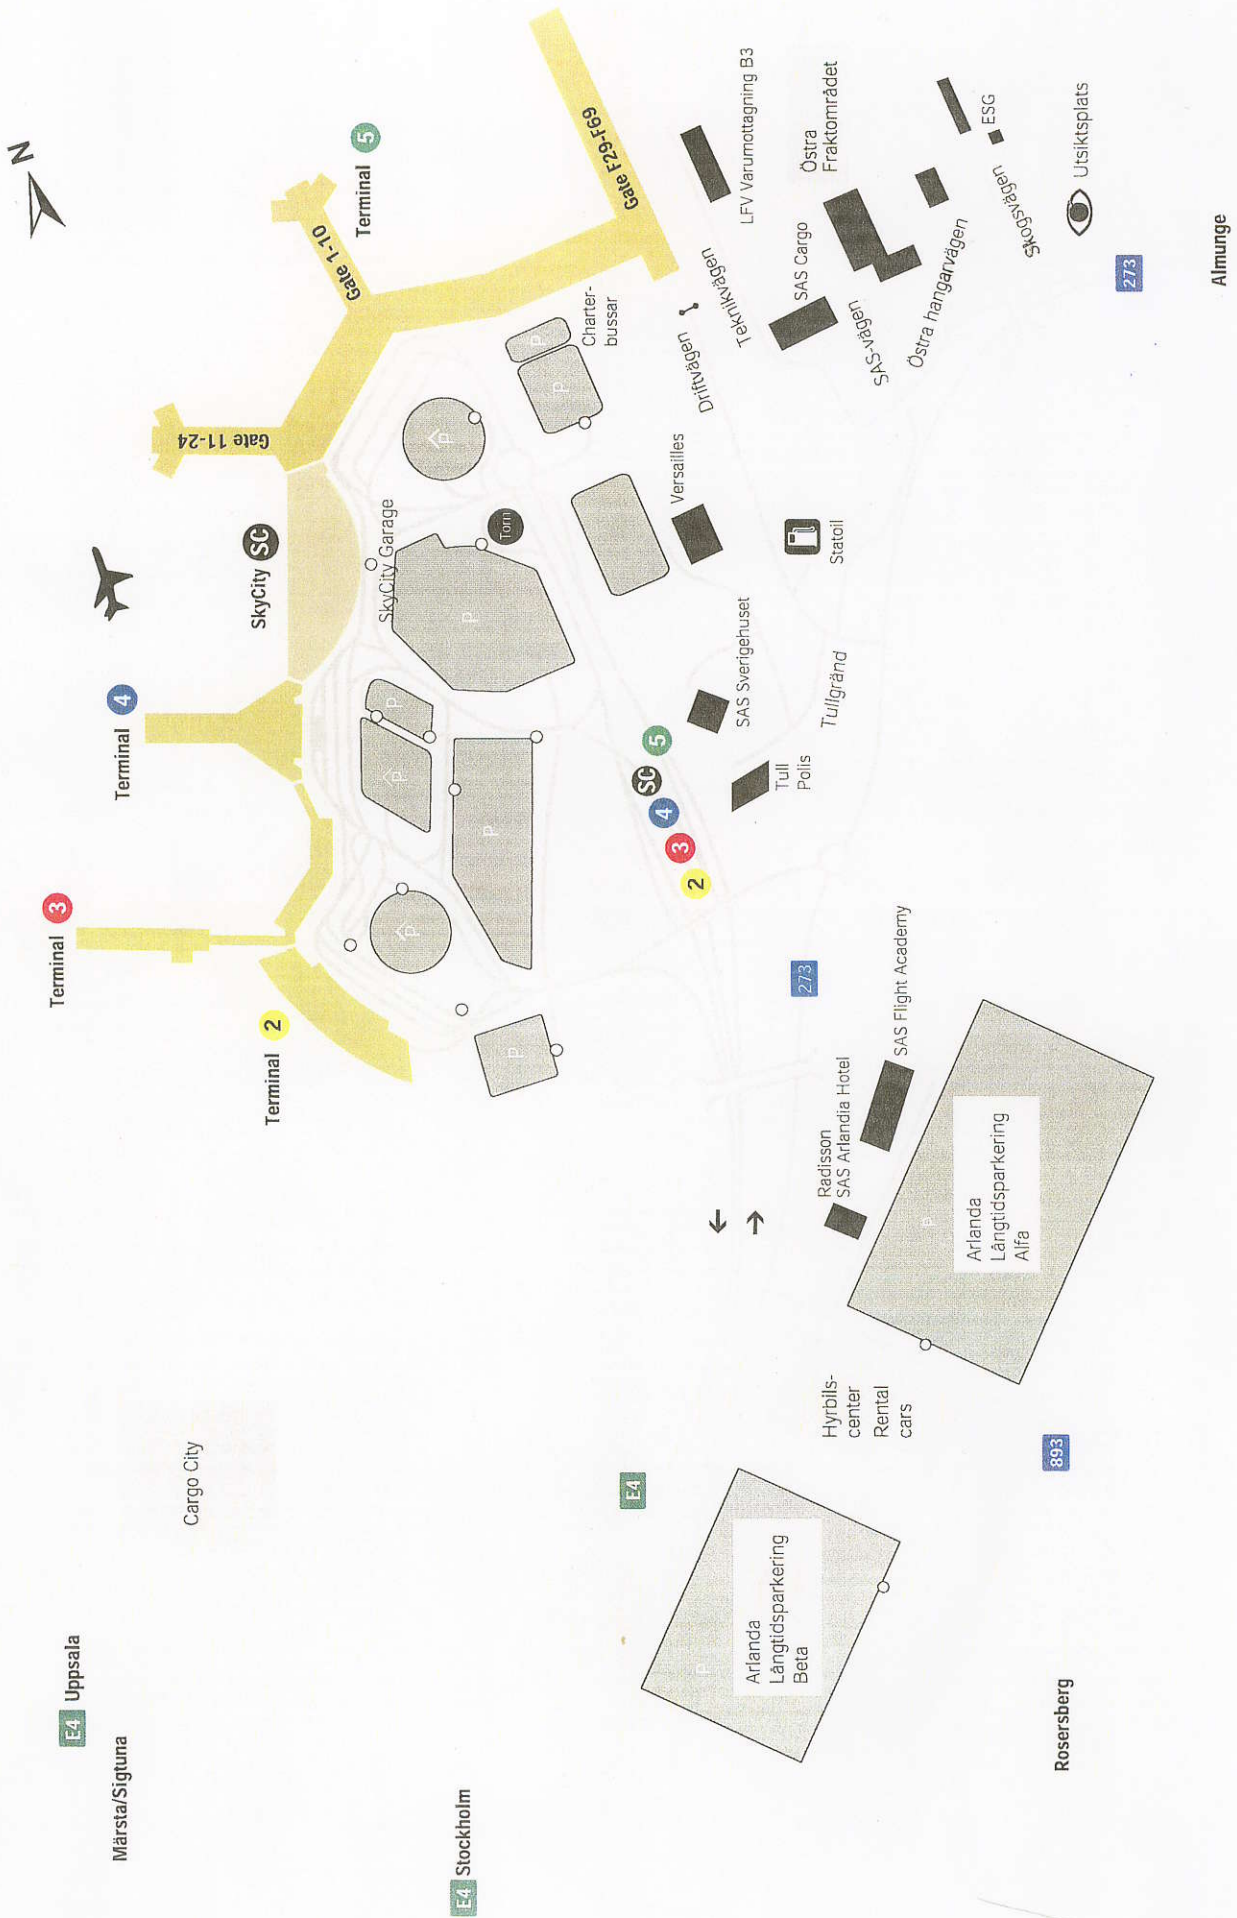 N
E4 Uppsala
Märsta/Sigtuna
E4 Stockholm
Cargo City
Terminal 3
Terminal 2
Terminal 4
SkyCity SC
Gate 11-24
Gate 1-10
Terminal 5
Gate F29-F69
SkyCity Garage
Torn
P
P
P
P
P
P
P
P
P
Charter-
bussar
Driftvägen
Teknikvägen
LFV Varumottagning B3
Östra
Fraktområdet
SAS Cargo
SAS-vägen
Östra hangarvägen
Skogsvägen
ESG
Utsiktsplats
273
Almunge
Versailles
Statoil
SAS Sverigehuset
Tullgränd
Tull
Polis
2 3 4 SC 5
273
SAS Flight Academy
Radisson
SAS Arlandia Hotel
P
Arlanda
Långtidsparkering
Alfa
Hyrbils-
center
Rental
cars
E4
893
P
Arlanda
Långtidsparkering
Beta
Rosersberg